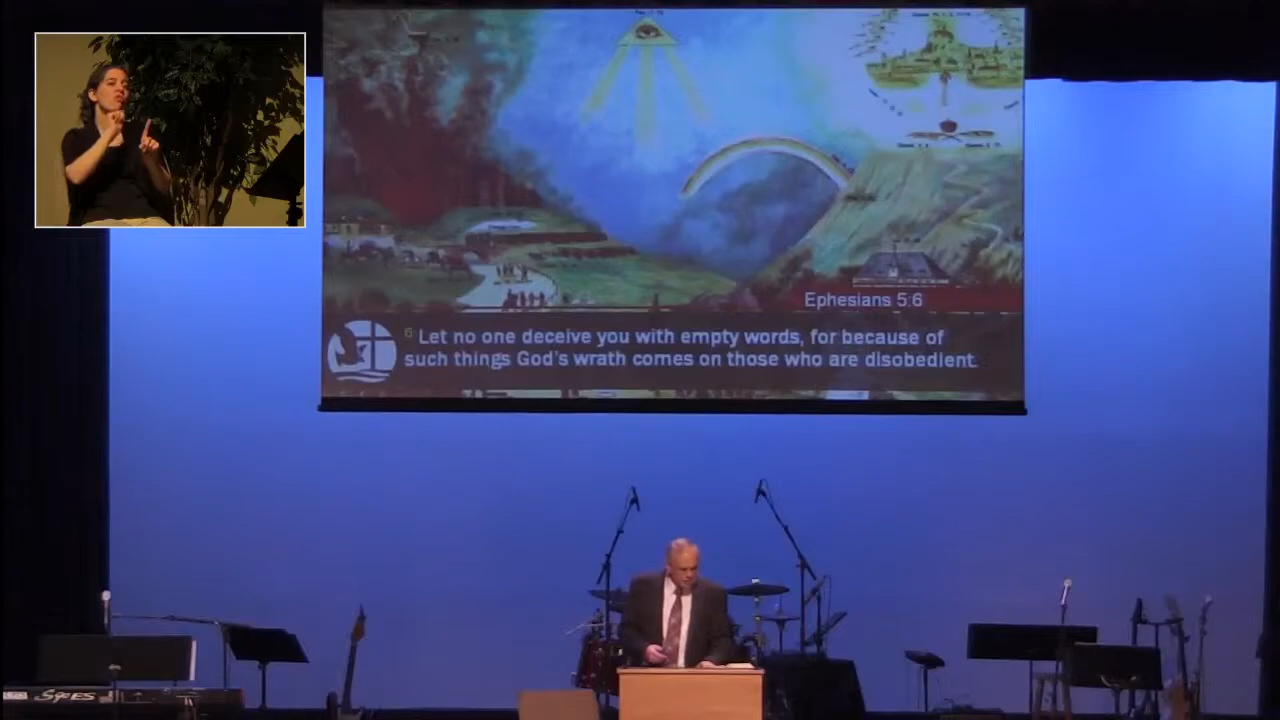 Ephesians 5:6
6 Let no one deceive you with empty words, for because of
such things God's wrath comes on those who are disobedient.